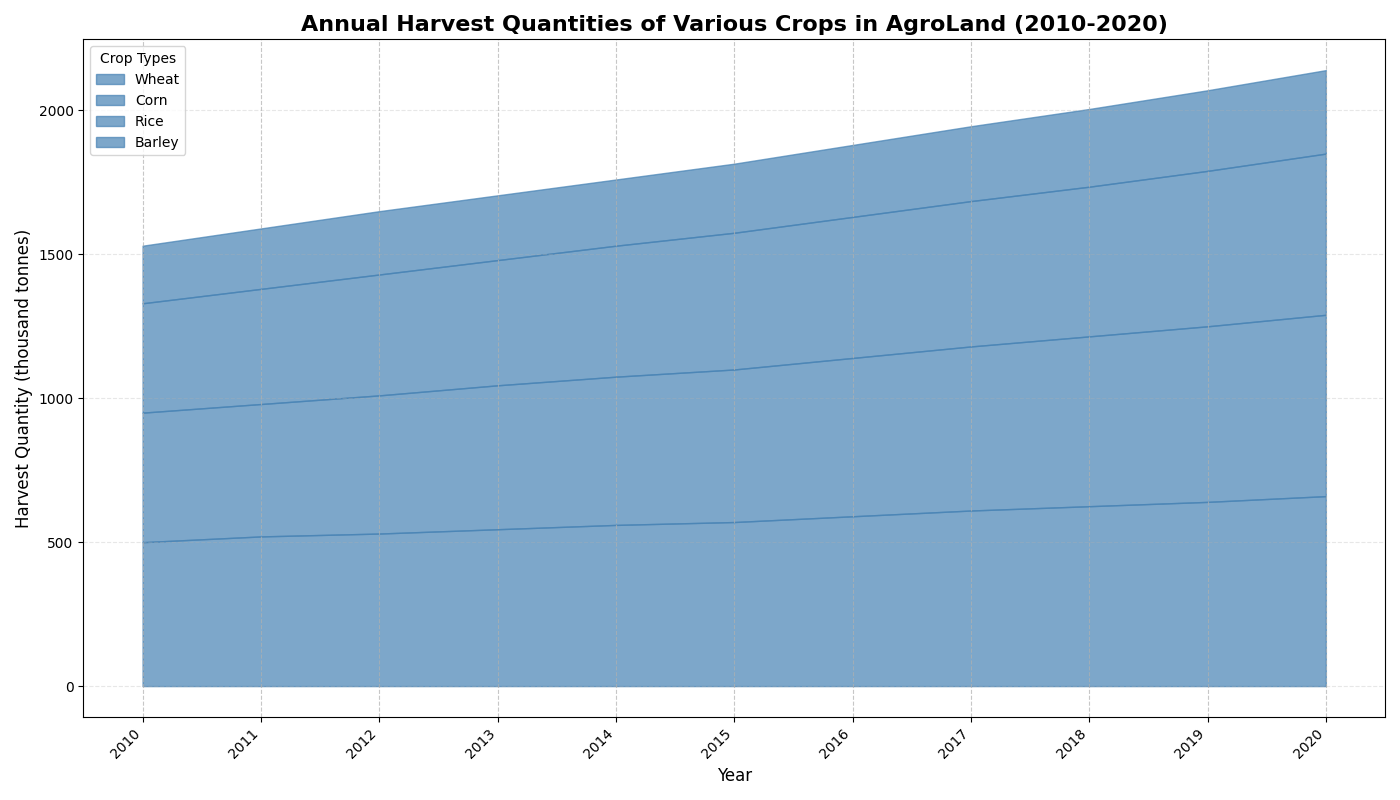 Annual Harvest Quantities of Various Crops in AgroLand (2010-2020)
Crop Types
Wheat
Corn
Rice
Barley
Harvest Quantity (thousand tonnes)
2000
1500
1000
500
0
2010
2011
2012
2013
2014
2015
2016
2017
2018
2019
2020
Year